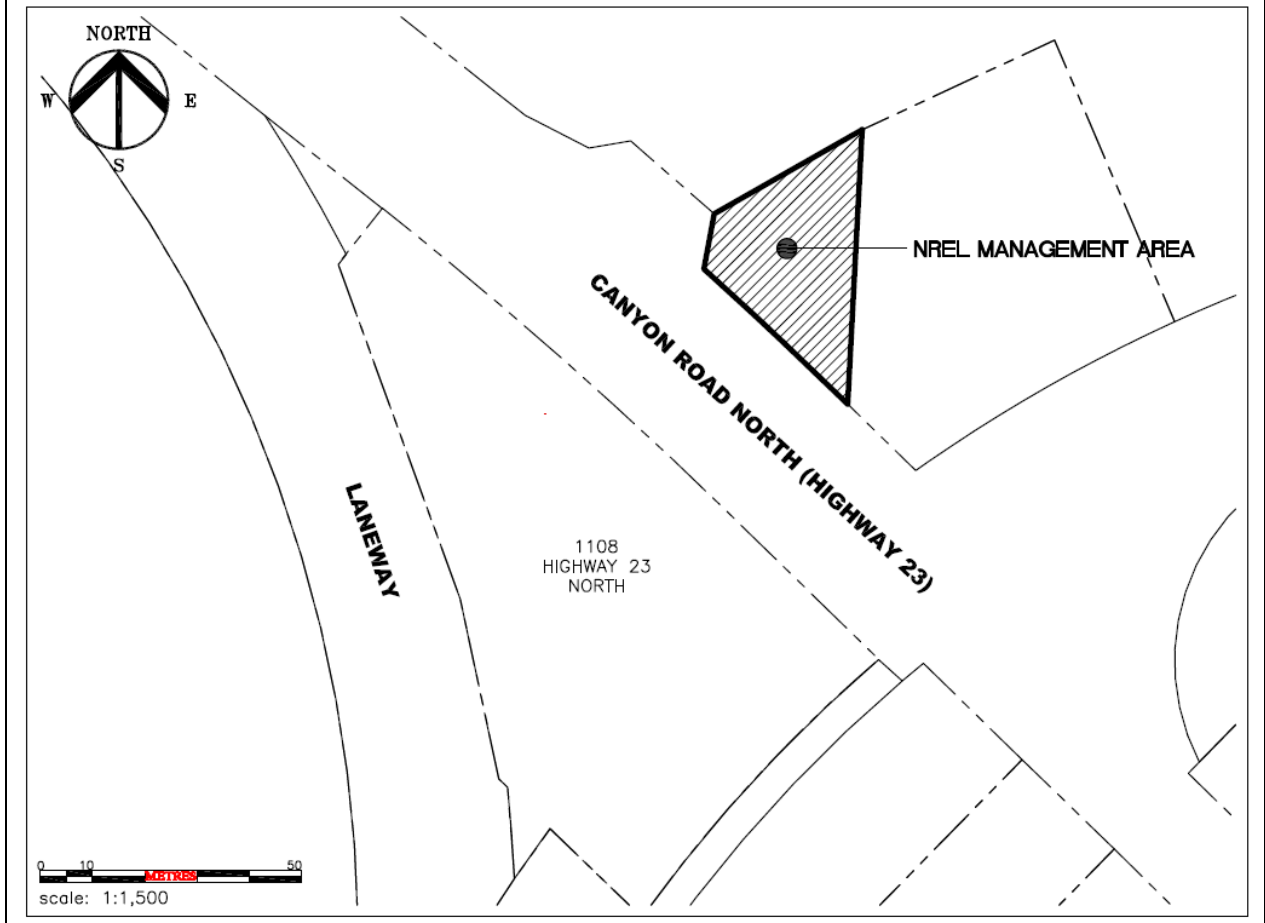 NORTH
W E
S
NREL MANAGEMENT AREA
CANYON ROAD NORTH (HIGHWAY 23)
LANEWAY
1108
HIGHWAY 23
NORTH
0 10 50
METRES
scale: 1:1,500